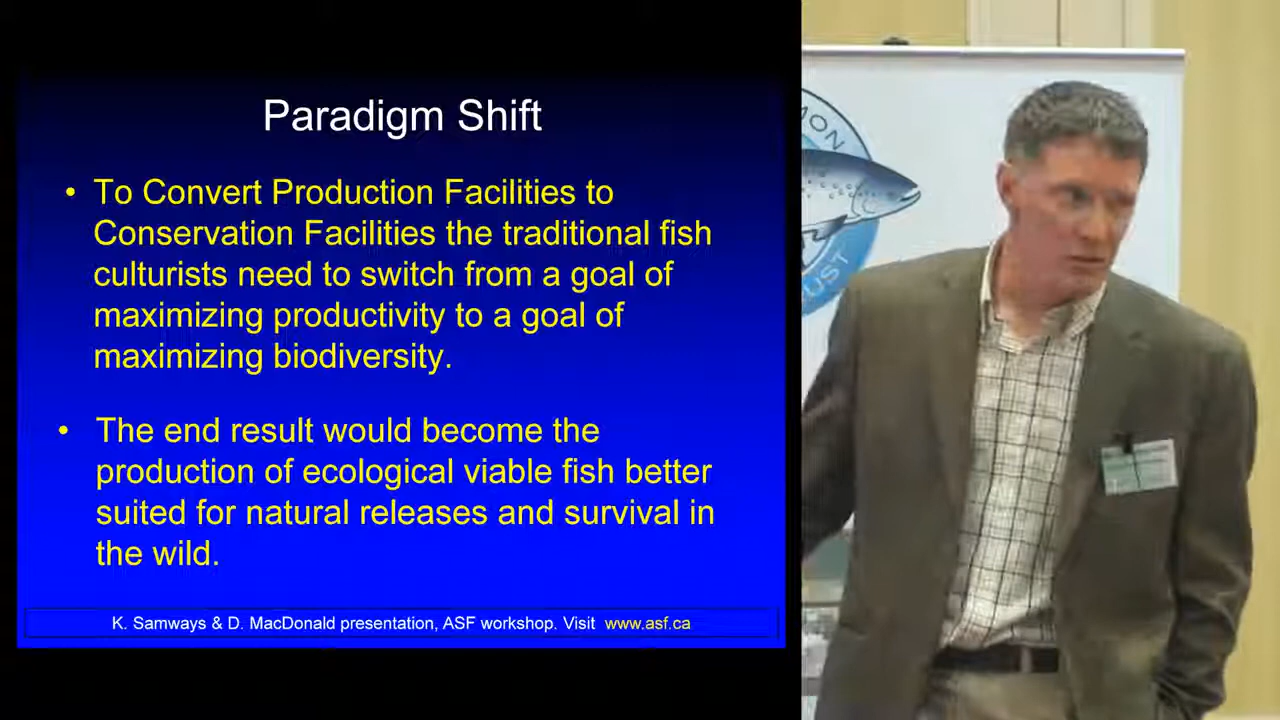 Paradigm Shift
• To Convert Production Facilities to
Conservation Facilities the traditional fish
culturists need to switch from a goal of
maximizing productivity to a goal of
maximizing biodiversity.
• The end result would become the
production of ecological viable fish better
suited for natural releases and survival in
the wild.
K. Samways & D. MacDonald presentation, ASF workshop. Visit www.asf.ca
MON
UST